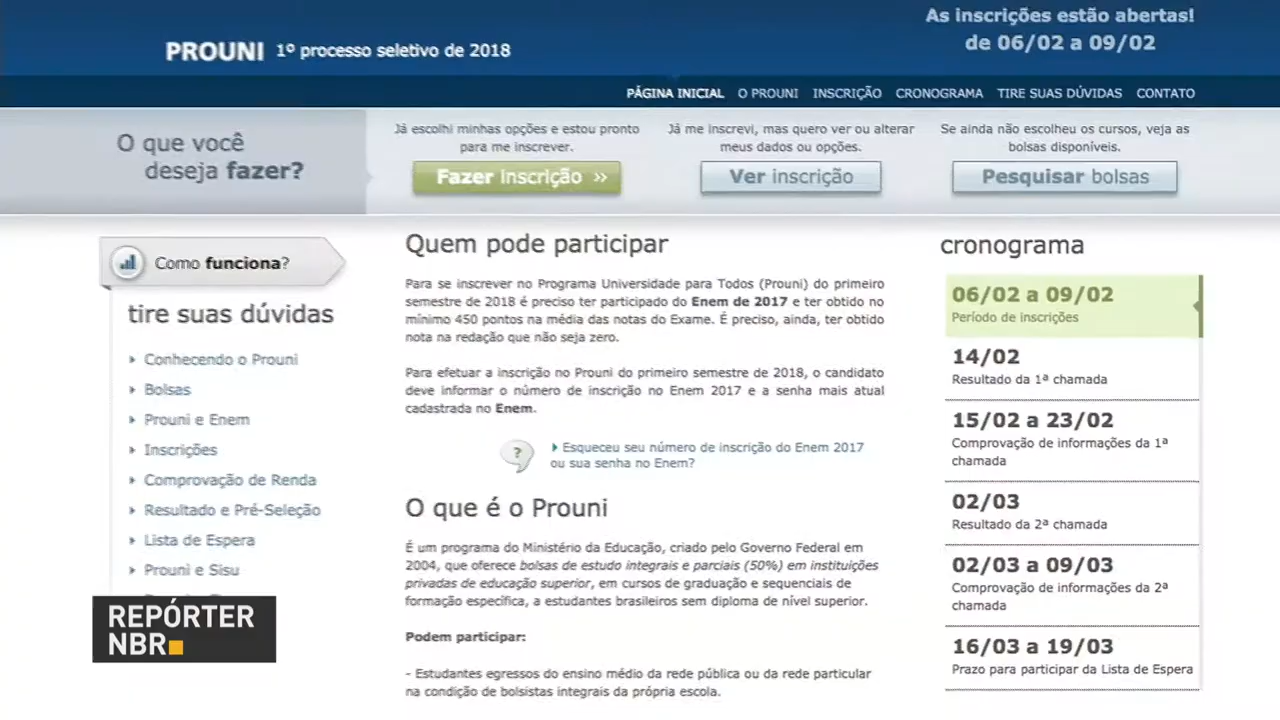 PROUNI 1º processo seletivo de 2018
As inscrições estão abertas!
de 06/02 a 09/02
PÁGINA INICIAL O PROUNI INSCRIÇÃO CRONOGRAMA TIRE SUAS DÚVIDAS CONTATO
O que você
deseja fazer?
Já escolhi minhas opções e estou pronto
para me inscrever.
Fazer inscrição »
Já me inscrevi, mas quero ver ou alterar
meus dados ou opções.
Ver inscrição
Se ainda não escolheu os cursos, veja as
bolsas disponíveis.
Pesquisar bolsas
Como funciona?
tire suas dúvidas
Conhecendo o Prouni
Bolsas
Prouni e Enem
Inscrições
Comprovação de Renda
Resultado e Pré-Seleção
Lista de Espera
Prouni e Sisu
REPÓRTER
NBR
Quem pode participar
Para se inscrever no Programa Universidade para Todos (Prouni) do primeiro
semestre de 2018 é preciso ter participado do Enem de 2017 e ter obtido no
mínimo 450 pontos na média das notas do Exame. É preciso, ainda, ter obtido
nota na redação que não seja zero.
Para efetuar a inscrição no Prouni do primeiro semestre de 2018, o candidato
deve informar o número de inscrição no Enem 2017 e a senha mais atual
cadastrada no Enem.
?
Esqueceu seu número de inscrição do Enem 2017
ou sua senha no Enem?
O que é o Prouni
É um programa do Ministério da Educação, criado pelo Governo Federal em
2004, que oferece bolsas de estudo integrais e parciais (50%) em instituições
privadas de educação superior, em cursos de graduação e sequenciais de
formação específica, a estudantes brasileiros sem diploma de nível superior.
Podem participar:
- Estudantes egressos do ensino médio da rede pública ou da rede particular
na condição de bolsistas integrais da própria escola.
cronograma
06/02 a 09/02
Período de inscrições
14/02
Resultado da 1ª chamada
15/02 a 23/02
Comprovação de informações da 1ª
chamada
02/03
Resultado da 2ª chamada
02/03 a 09/03
Comprovação de informações da 2ª
chamada
16/03 a 19/03
Prazo para participar da Lista de Espera